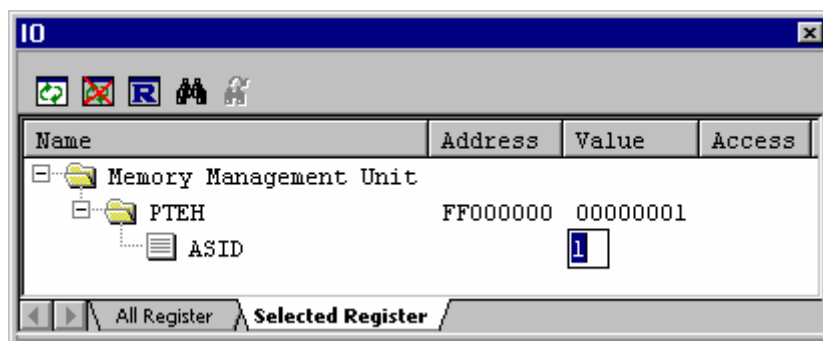 IO
R
Name Address Value Access
Memory Management Unit
PTEH FF000000 00000001
ASID 1
All Register Selected Register